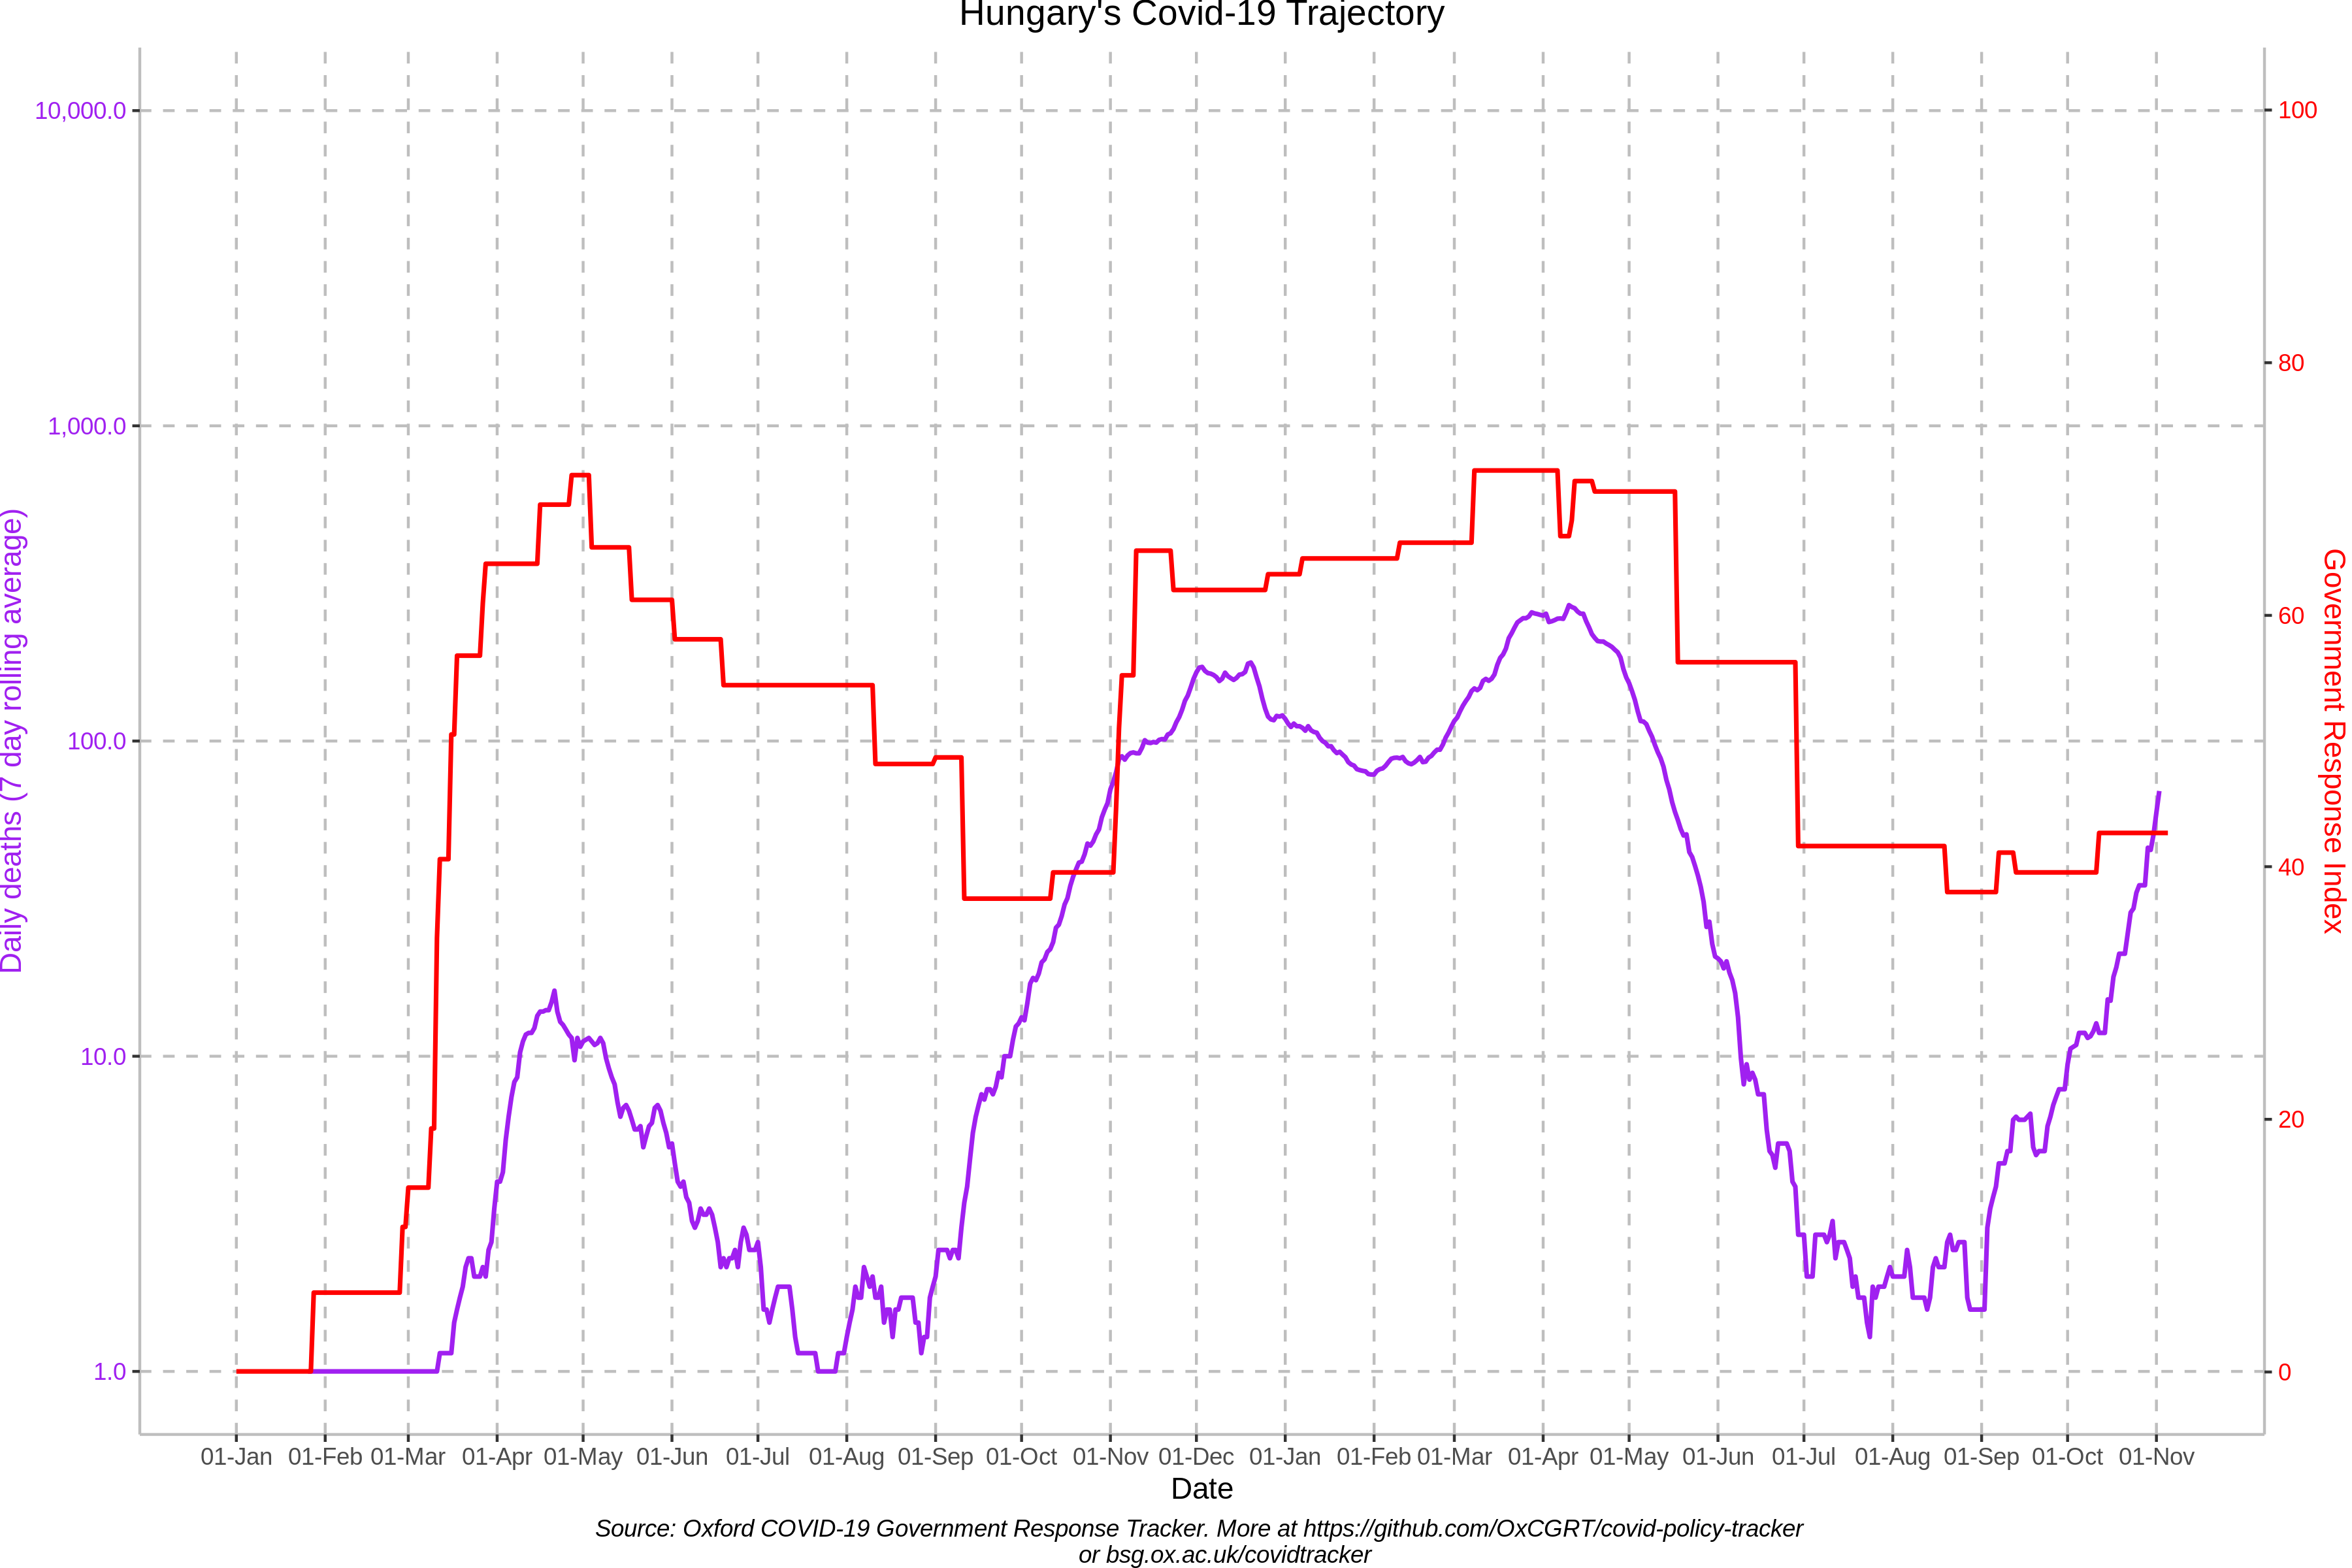 Hungary's Covid-19 Trajectory
10,000.0
1,000.0
100.0
10.0
1.0
Daily deaths (7 day rolling average)
100
80
60
40
20
0
Government Response Index
01-Jan 01-Feb 01-Mar 01-Apr 01-May 01-Jun 01-Jul 01-Aug 01-Sep 01-Oct 01-Nov 01-Dec 01-Jan 01-Feb 01-Mar 01-Apr 01-May 01-Jun 01-Jul 01-Aug 01-Sep 01-Oct 01-Nov
Date
Source: Oxford COVID-19 Government Response Tracker. More at https://github.com/OxCGRT/covid-policy-tracker
or bsg.ox.ac.uk/covidtracker